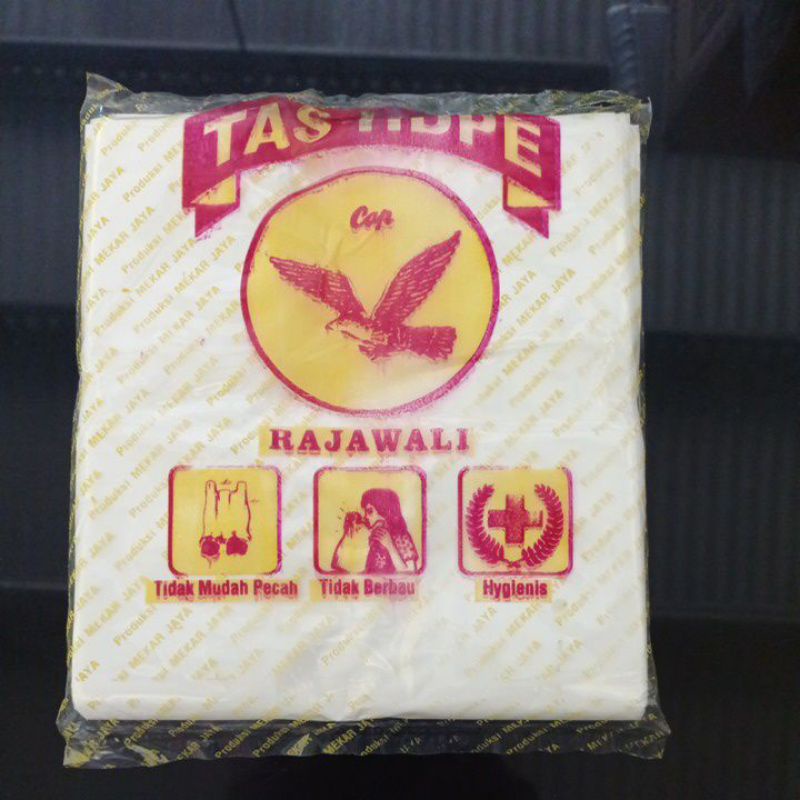 TAS HDPE
Cap
RAJAWALI
Tidak Mudah Pecah
Tidak Berbau
Hygienis
Produksi MEKAR JAYA